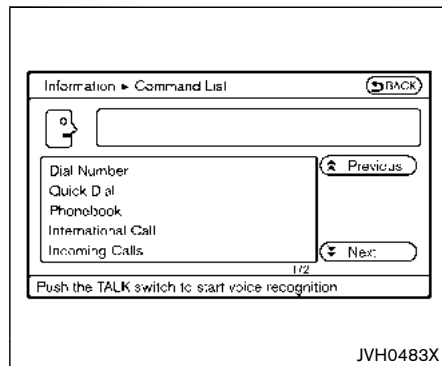 Information ▸ Command List
BACK
Dial Number
Previous
Quick Dial
Phonebook
International Call
Incoming Calls
Next
1/2
Push the TALK switch to start voice recognition
JVH0483X